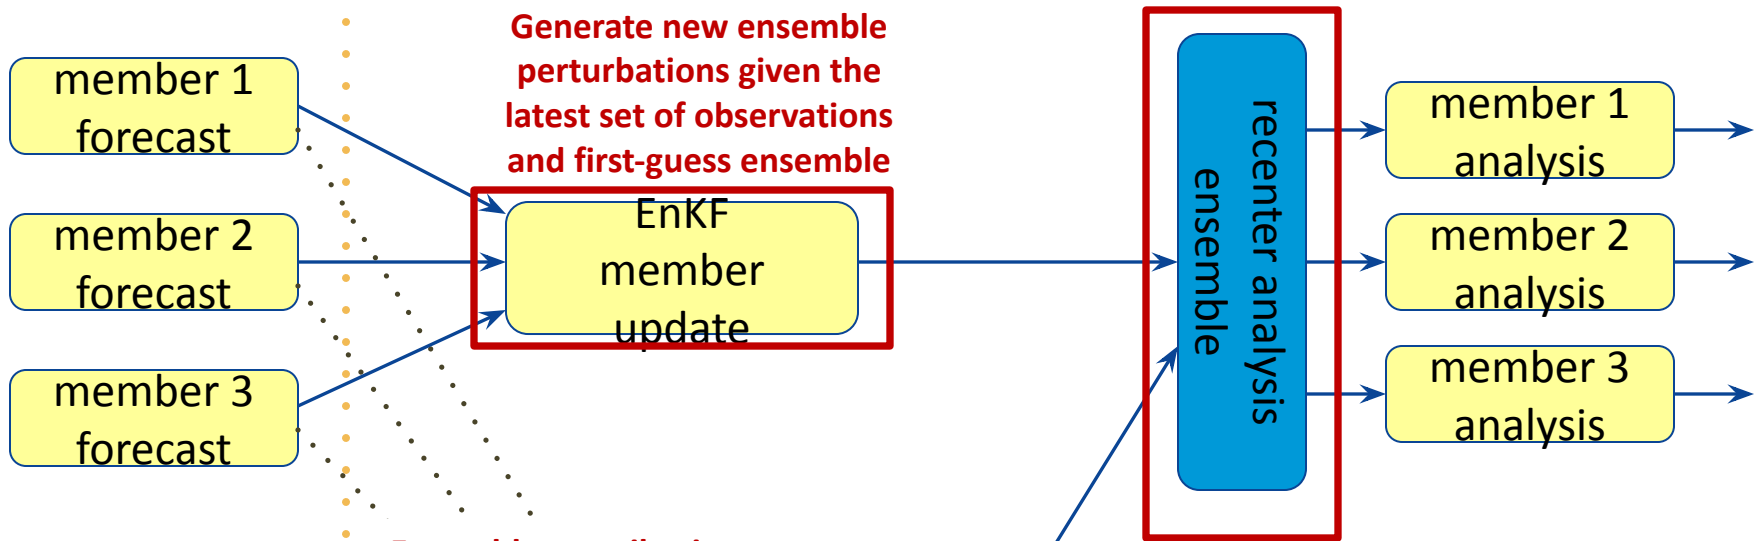 Generate new ensemble
perturbations given the
latest set of observations
and first-guess ensemble
member 1
forecast
member 2
forecast
member 3
forecast
EnKF
member
update
recenter analysis
ensemble
member 1
analysis
member 2
analysis
member 3
analysis